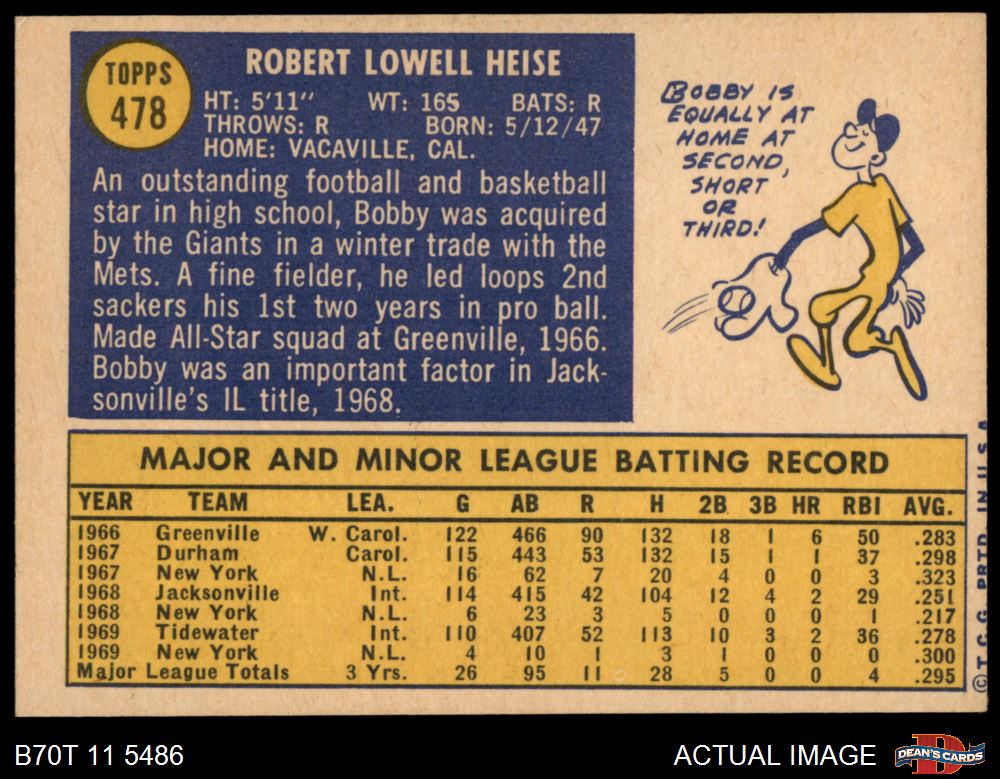 TOPPS
478
ROBERT LOWELL HEISE
HT: 5'11" WT: 165 BATS: R
THROWS: R BORN: 5/12/47
HOME: VACAVILLE, CAL.
An outstanding football and basketball
star in high school, Bobby was acquired
by the Giants in a winter trade with the
Mets. A fine fielder, he led loops 2nd
sackers his 1st two years in pro ball.
Made All-Star squad at Greenville, 1966.
Bobby was an important factor in Jack-
sonville's IL title, 1968.
BOBBY IS
EQUALLY AT
HOME AT
SECOND,
SHORT
OR
THIRD!
MAJOR AND MINOR LEAGUE BATTING RECORD
YEAR TEAM LEA. G AB R H 2B 3B HR RBI AVG.
1966 Greenville W. Carol. 122 466 90 132 18 1 6 50 .283
1967 Durham Carol. 115 443 53 132 15 1 1 37 .298
1967 New York N.L. 16 62 7 20 4 0 0 3 .323
1968 Jacksonville Int. 114 415 42 104 12 4 2 29 .251
1968 New York N.L. 6 23 3 5 0 0 0 1 .217
1969 Tidewater Int. 110 407 52 113 10 3 2 36 .278
1969 New York N.L. 4 10 1 3 1 0 0 0 .300
Major League Totals 3 Yrs. 26 95 11 28 5 0 0 4 .295
© T.C.G. PRTD. IN U.S.A.
B70T 11 5486
ACTUAL IMAGE
DEAN'S CARDS